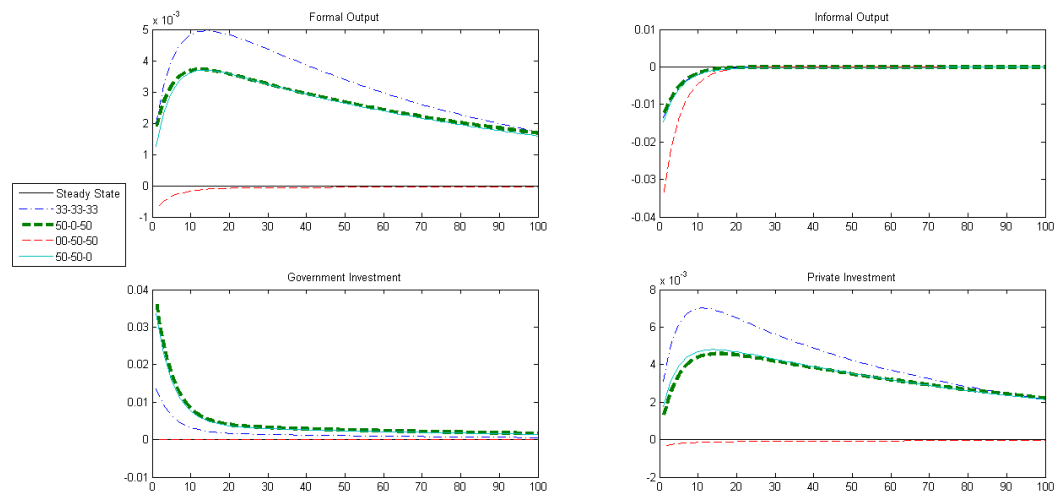 Formal Output
x 10^-3
5
4
3
2
1
0
-1
0 10 20 30 40 50 60 70 80 90 100
Informal Output
0.01
0
-0.01
-0.02
-0.03
-0.04
0 10 20 30 40 50 60 70 80 90 100
Steady State
33-33-33
50-0-50
00-50-50
50-50-0
Government Investment
0.04
0.03
0.02
0.01
0
-0.01
0 10 20 30 40 50 60 70 80 90 100
Private Investment
x 10^-3
8
6
4
2
0
-2
0 10 20 30 40 50 60 70 80 90 100